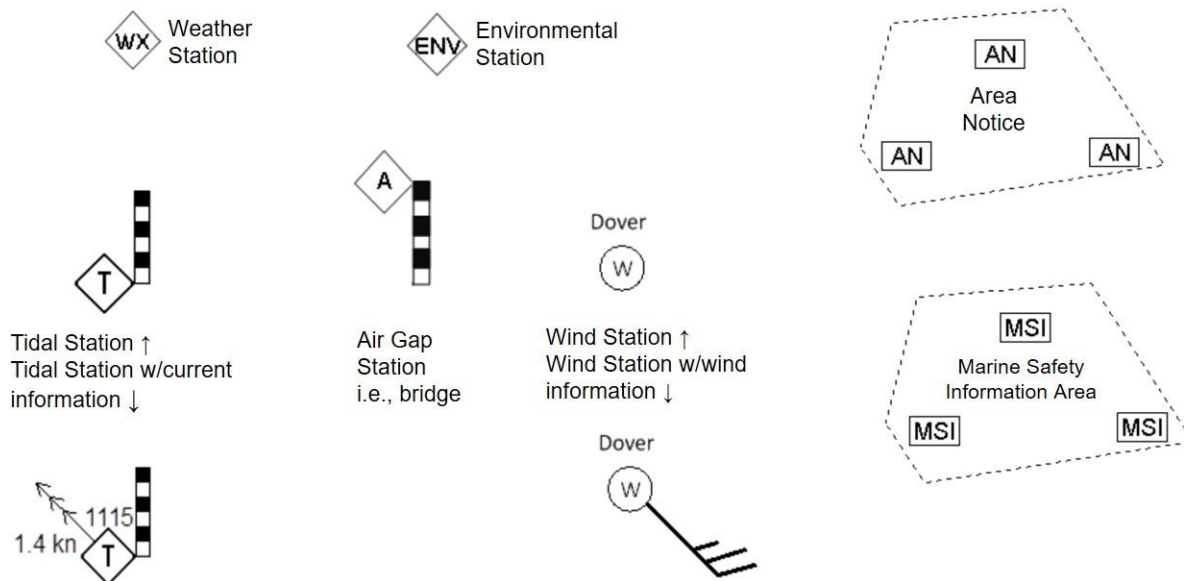 WX
Weather
Station
ENV
Environmental
Station
AN
Area
Notice
AN
AN
T
Tidal Station ↑
Tidal Station w/current
information ↓
1115
1.4 kn
T
A
Air Gap
Station
i.e., bridge
Dover
W
Wind Station ↑
Wind Station w/wind
information ↓
Dover
W
MSI
Marine Safety
Information Area
MSI
MSI